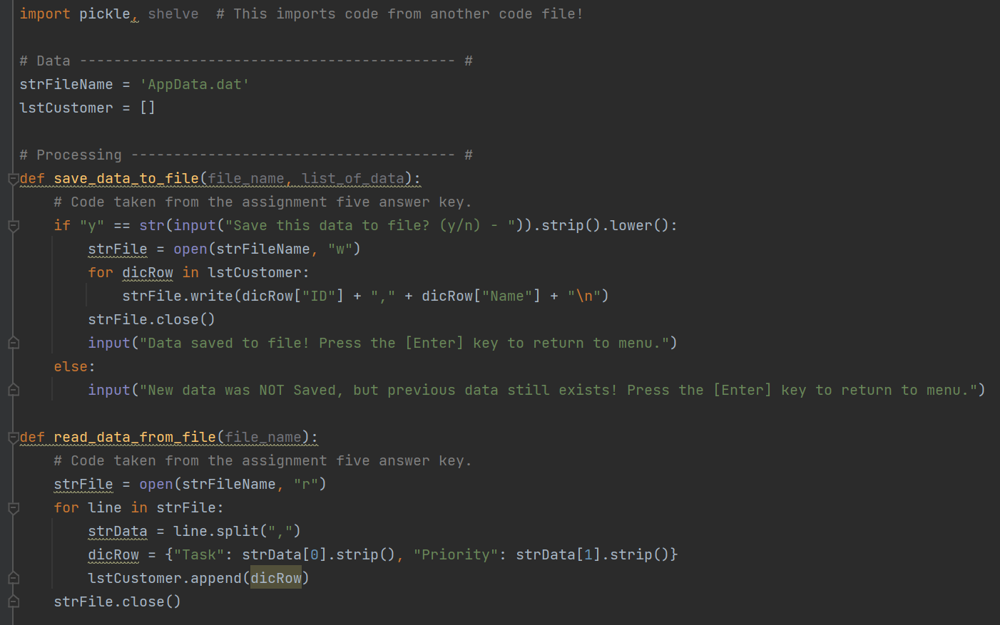 import pickle, shelve  # This imports code from another code file!

# Data -------------------------------------------- #
strFileName = 'AppData.dat'
lstCustomer = []

# Processing -------------------------------------- #
def save_data_to_file(file_name, list_of_data):
    # Code taken from the assignment five answer key.
    if "y" == str(input("Save this data to file? (y/n) - ")).strip().lower():
        strFile = open(strFileName, "w")
        for dicRow in lstCustomer:
            strFile.write(dicRow["ID"] + "," + dicRow["Name"] + "\n")
        strFile.close()
        input("Data saved to file! Press the [Enter] key to return to menu.")
    else:
        input("New data was NOT Saved, but previous data still exists! Press the [Enter] key to return to menu.")

def read_data_from_file(file_name):
    # Code taken from the assignment five answer key.
    strFile = open(strFileName, "r")
    for line in strFile:
        strData = line.split(",")
        dicRow = {"Task": strData[0].strip(), "Priority": strData[1].strip()}
        lstCustomer.append(dicRow)
    strFile.close()